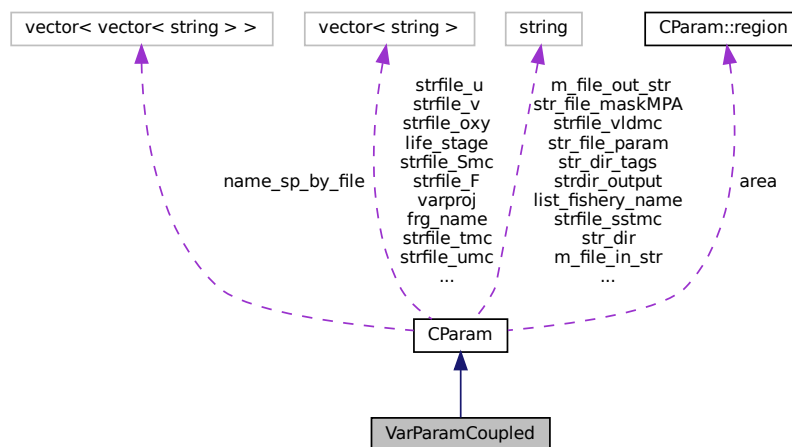 vector< vector< string > >
vector< string >
string
CParam::region
name_sp_by_file
strfile_u
strfile_v
strfile_oxy
life_stage
strfile_Smc
strfile_F
varproj
frg_name
strfile_tmc
strfile_umc
...
m_file_out_str
str_file_maskMPA
strfile_vldmc
str_file_param
str_dir_tags
strdir_output
list_fishery_name
strfile_sstmc
str_dir
m_file_in_str
...
area
CParam
VarParamCoupled